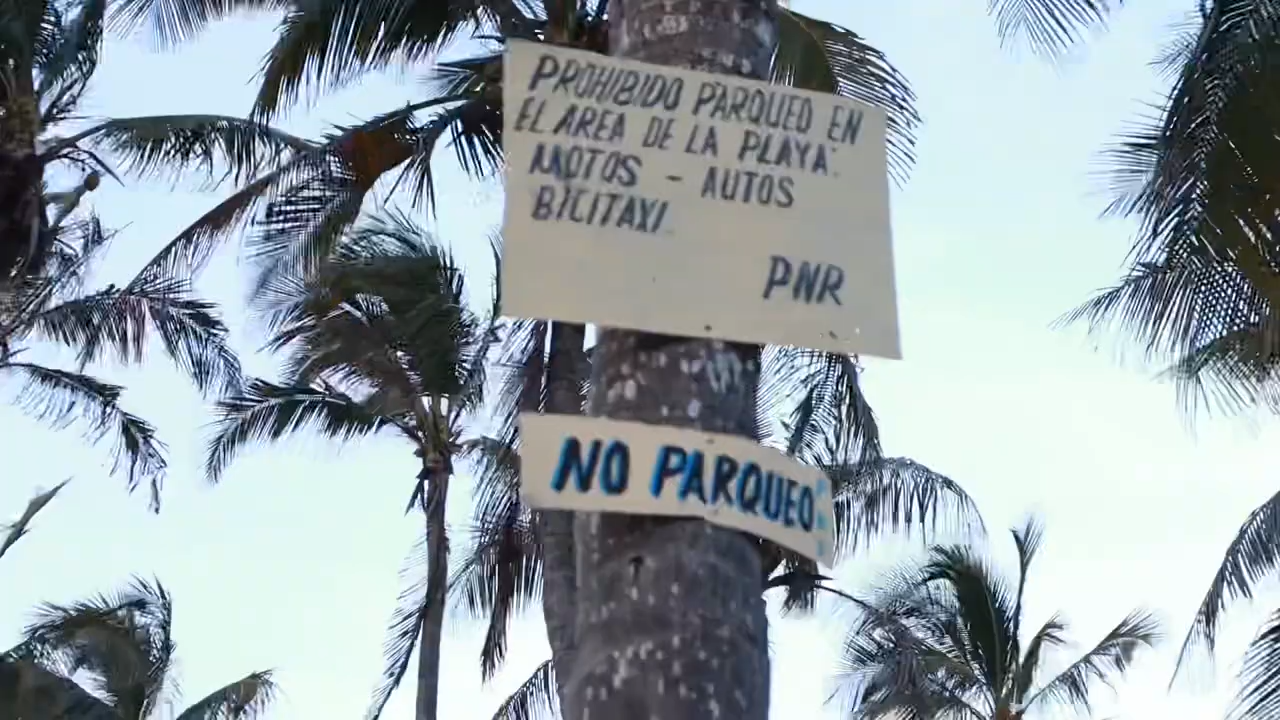 PROHIBIDO PARQUEO EN
EL AREA DE LA PLAYA.
MOTOS - AUTOS
BICITAXI.
PNR
NO PARQUEO